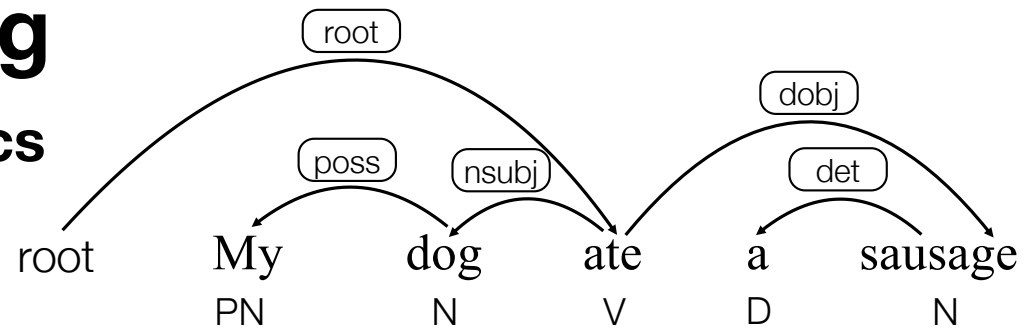 g
root
dobj
cs
poss nsubj det
root My dog ate a sausage
PN N V D N